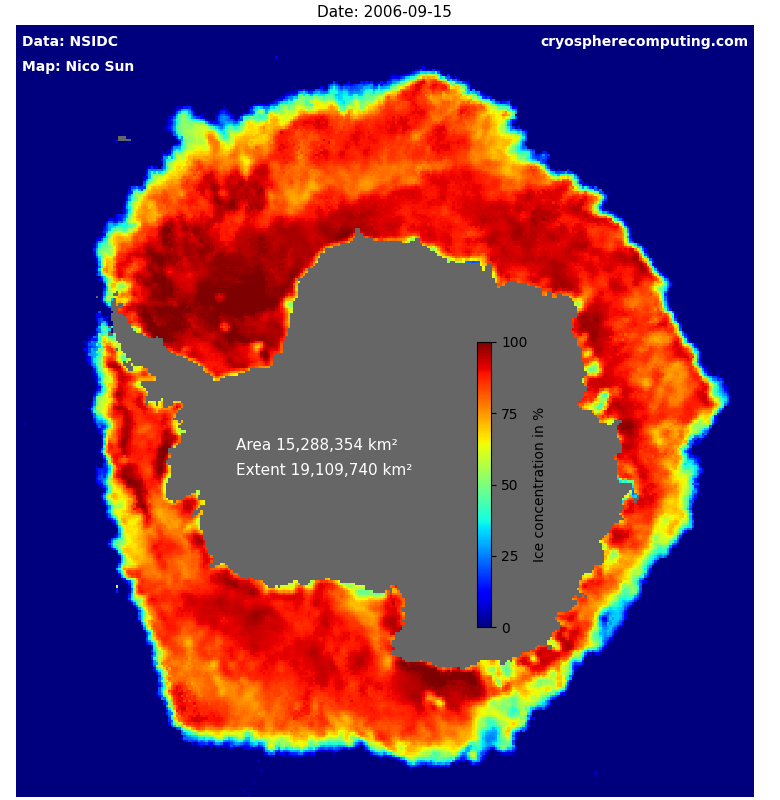 Date: 2006-09-15
Data: NSIDC
cryospherecomputing.com
Map: Nico Sun
100
75
50
25
0
Ice concentration in %
Area 15,288,354 km²
Extent 19,109,740 km²